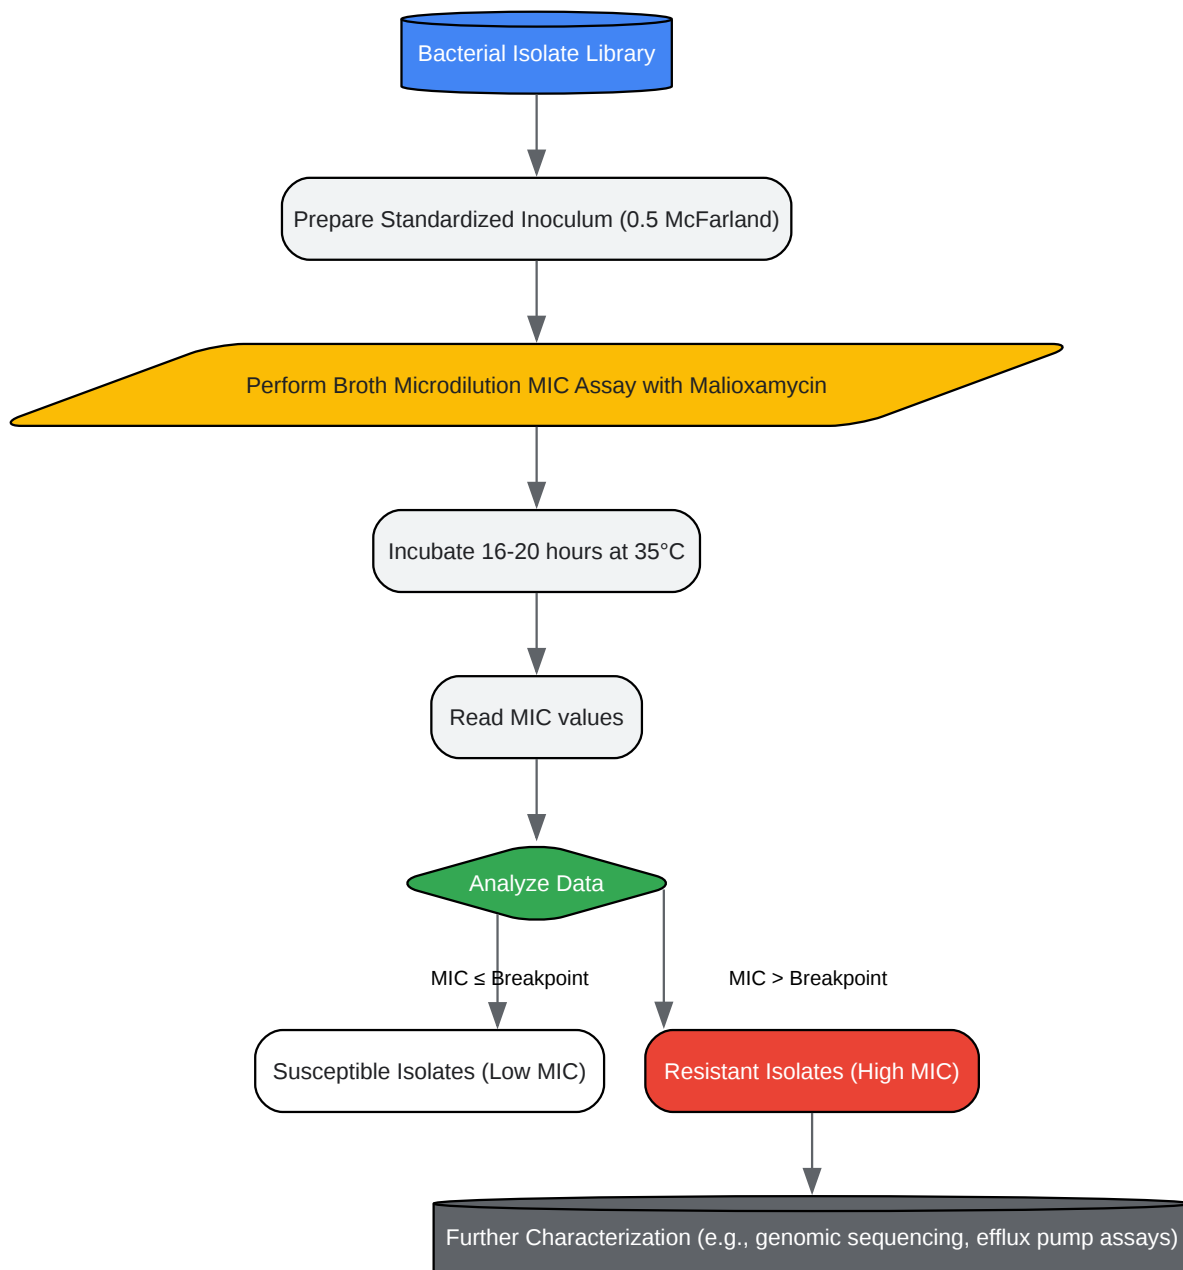 Bacterial Isolate Library
Prepare Standardized Inoculum (0.5 McFarland)
Perform Broth Microdilution MIC Assay with Malioxamycin
Incubate 16-20 hours at 35°C
Read MIC values
Analyze Data
MIC ≤ Breakpoint
MIC > Breakpoint
Susceptible Isolates (Low MIC)
Resistant Isolates (High MIC)
Further Characterization (e.g., genomic sequencing, efflux pump assays)